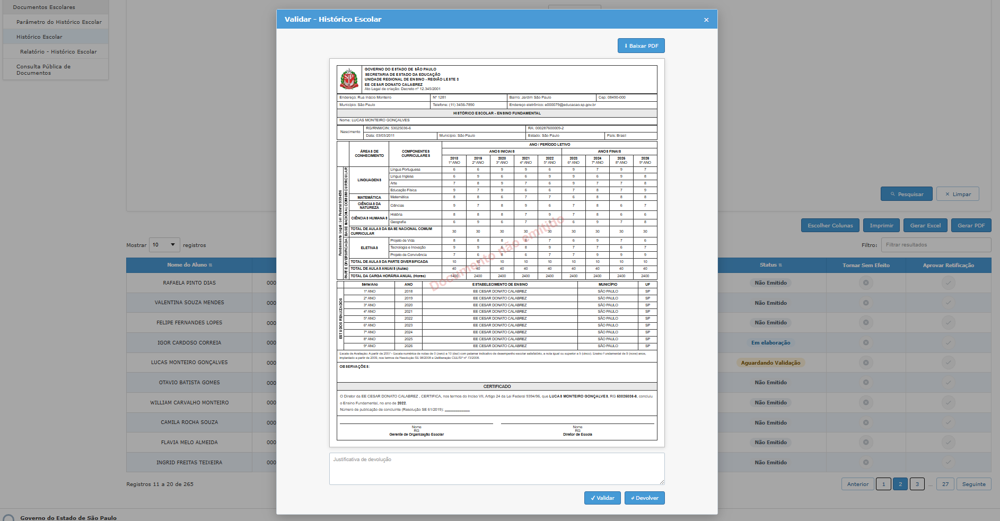 Documentos Escolares
Parâmetro do Histórico Escolar
Histórico Escolar
Relatório - Histórico Escolar
Consulta Pública de
Documentos
Validar - Histórico Escolar
×
Baixar PDF
GOVERNO DO ESTADO DE SÃO PAULO
SECRETARIA DE ESTADO DA EDUCAÇÃO
UNIDADE REGIONAL DE ENSINO - REGIÃO LESTE 3
EE CESAR DONATO CALABREZ
Ato Legal de criação: Decreto nº 12.345/2001
Endereço: Rua Inácio Monteiro Nº 1281 Bairro: Jardim São Paulo Cep: 08490-000
Município: São Paulo Telefone: (11) 3456-7890 Endereço eletrônico: e000079@educacao.sp.gov.br
HISTÓRICO ESCOLAR - ENSINO FUNDAMENTAL
Nome: LUCAS MONTEIRO GONÇALVES
Nascimento
RG/RNM/CIN: 53025036-6 RA: 000287600009-2
Data: 03/03/2011 Município: São Paulo Estado: São Paulo País: Brasil
Fundamento Legal: Lei Federal 9394/96
BASE NACIONAL COMUM CURRICULAR
PARTE DIVERSIFICADA
ÁREAS DE
CONHECIMENTO
COMPONENTES
CURRICULARES
ANO / PERÍODO LETIVO
ANOS INICIAIS ANOS FINAIS
2018 2019 2020 2021 2022 2023 2024 2025 2026
1º ANO 2º ANO 3º ANO 4º ANO 5º ANO 6º ANO 7º ANO 8º ANO 9º ANO
LINGUAGENS
Língua Portuguesa 6 6 9 9 6 9 7 9 7
Língua Inglesa 6 9 6 6 9 9 6 9 8
Arte 7 8 9 7 6 9 7 7 8
Educação Física 9 7 9 6 6 7 8 7 9
MATEMÁTICA Matemática 8 8 6 7 7 6 8 8 8
CIÊNCIAS DA
NATUREZA
Ciências 9 7 8 9 6 7 8 6 7
CIÊNCIAS HUMANAS
História 8 8 8 7 9 7 8 6 6
Geografia 6 9 6 7 9 6 9 7 8
TOTAL DE AULAS DA BASE NACIONAL COMUM
CURRICULAR
30 30 30 30 30 30 30 30 30
ELETIVAS
Projeto de Vida 8 8 8 8 7 6 9 7 6
Tecnologia e Inovação 9 9 6 8 9 7 7 6 7
Projeto de Convivência 7 6 8 6 7 7 9 9 9
TOTAL DE AULAS DA PARTE DIVERSIFICADA 10 10 10 10 10 10 10 10 10
TOTAL DE AULAS ANUAIS (Aulas) 40 40 40 40 40 40 40 40 40
TOTAL DA CARGA HORÁRIA ANUAL (Horas) 1400 2400 2400 2400 2400 2400 2400 2400 2400
Documento não emitido
ESTUDOS REALIZADOS
Série/Ano ANO ESTABELECIMENTO DE ENSINO MUNICÍPIO UF
1º ANO 2018 EE CESAR DONATO CALABREZ SÃO PAULO SP
2º ANO 2019 EE CESAR DONATO CALABREZ SÃO PAULO SP
3º ANO 2020 EE CESAR DONATO CALABREZ SÃO PAULO SP
4º ANO 2021 EE CESAR DONATO CALABREZ SÃO PAULO SP
5º ANO 2022 EE CESAR DONATO CALABREZ SÃO PAULO SP
6º ANO 2023 EE CESAR DONATO CALABREZ SÃO PAULO SP
7º ANO 2024 EE CESAR DONATO CALABREZ SÃO PAULO SP
8º ANO 2025 EE CESAR DONATO CALABREZ SÃO PAULO SP
9º ANO 2026 EE CESAR DONATO CALABREZ SÃO PAULO SP
Escala de Avaliação: A partir de 2007 - Escala numérica de notas de 0 (zero) a 10 (dez) com patamar indicativo de desempenho escolar satisfatório, a nota igual ou superior a 5 (cinco). Ensino Fundamental de 9 (nove) anos,
implantado a partir de 2009, nos termos da Resolução SE 98/2008 e Deliberação CEE/SP nº 73/2008.
OBSERVAÇÕES:
CERTIFICADO
O Diretor da EE CESAR DONATO CALABREZ , CERTIFICA, nos termos do Inciso VII, Artigo 24 da Lei Federal 9394/96, que LUCAS MONTEIRO GONÇALVES, RG 53025036-6, concluiu
o Ensino Fundamental, no ano de 2022.
Número de publicação de concluinte (Resolução SE 61/2019): ____________
Nome Nome
RG RG
Gerente de Organização Escolar Diretor de Escola
Justificativa de devolução
Validar Devolver
Pesquisar Limpar
Escolher Colunas Imprimir Gerar Excel Gerar PDF
Mostrar 10 registros
Filtro: Filtrar resultados
Nome do Aluno Status Tornar Sem Efeito Aprovar Retificação
RAFAELA PINTO DIAS 000 Não Emitido
VALENTINA SOUZA MENDES 000 Não Emitido
FELIPE FERNANDES LOPES 000 Não Emitido
IGOR CARDOSO CORREIA 000 Em elaboração
LUCAS MONTEIRO GONÇALVES 000 Aguardando Validação
OTAVIO BATISTA GOMES 000 Não Emitido
WILLIAM CARVALHO MONTEIRO 000 Não Emitido
CAMILA ROCHA SOUZA 000 Não Emitido
FLAVIA MELO ALMEIDA 000 Não Emitido
INGRID FREITAS TEIXEIRA 000 Não Emitido
Registros 11 a 20 de 265
Anterior 1 2 3 ... 27 Seguinte
Governo do Estado de São Paulo